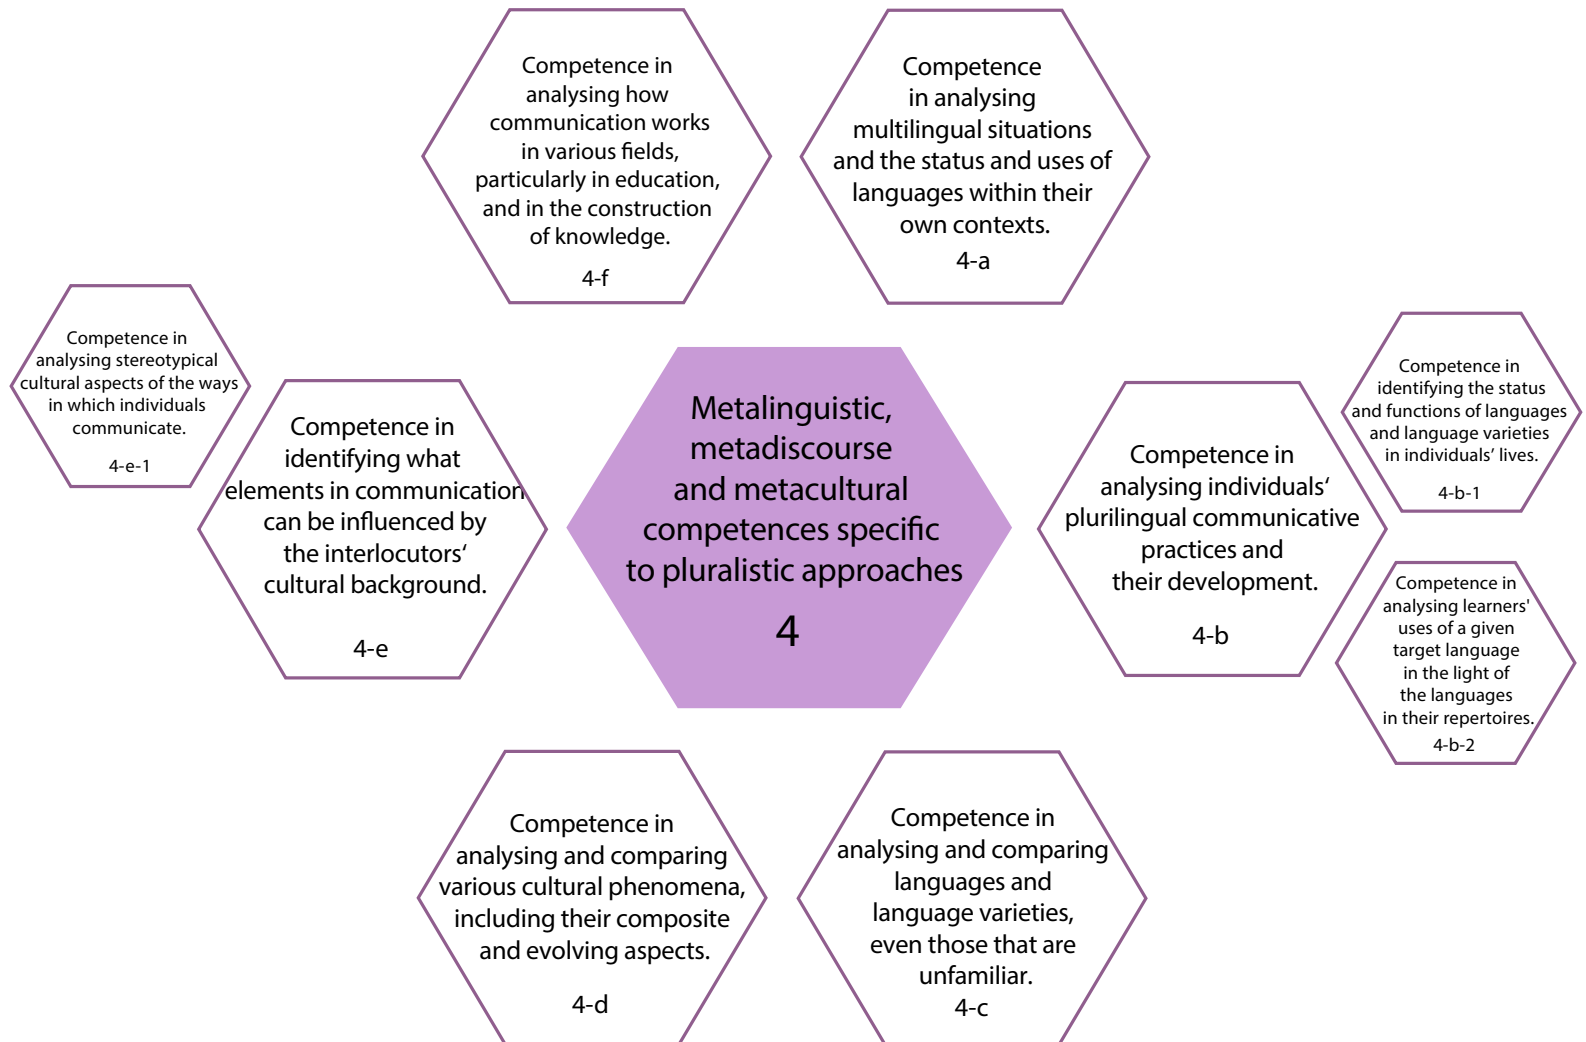 Competence in
analysing how
communication works
in various fields,
particularly in education,
and in the construction
of knowledge.
4-f
Competence
in analysing
multilingual situations
and the status and uses of
languages within their
own contexts.
4-a
Competence in
analysing stereotypical
cultural aspects of the ways
in which individuals
communicate.
4-e-1
Competence in
identifying what
elements in communication
can be influenced by
the interlocutors‘
cultural background.
4-e
Metalinguistic,
metadiscourse
and metacultural
competences specific
to pluralistic approaches
4
Competence in
analysing individuals‘
plurilingual communicative
practices and
their development.
4-b
Competence in
identifying the status
and functions of languages
and language varieties
in individuals’ lives.
4-b-1
Competence in
analysing learners'
uses of a given
target language
in the light of
the languages
in their repertoires.
4-b-2
Competence in
analysing and comparing
various cultural phenomena,
including their composite
and evolving aspects.
4-d
Competence in
analysing and comparing
languages and
language varieties,
even those that are
unfamiliar.
4-c